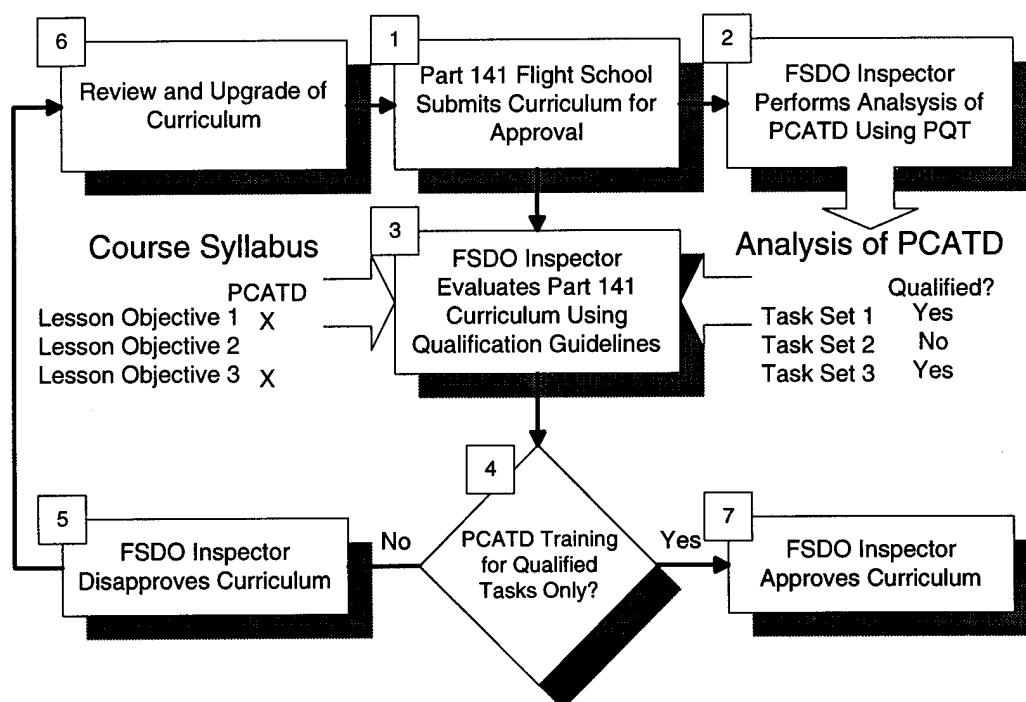 6
Review and Upgrade of
Curriculum
1
Part 141 Flight School
Submits Curriculum for
Approval
2
FSDO Inspector
Performs Analsysis of
PCATD Using PQT
Course Syllabus
PCATD
Lesson Objective 1 X
Lesson Objective 2
Lesson Objective 3 X
3
FSDO Inspector
Evaluates Part 141
Curriculum Using
Qualification Guidelines
Analysis of PCATD
Qualified?
Task Set 1 Yes
Task Set 2 No
Task Set 3 Yes
4
PCATD Training
for Qualified
Tasks Only?
No
Yes
5
FSDO Inspector
Disapproves Curriculum
7
FSDO Inspector
Approves Curriculum